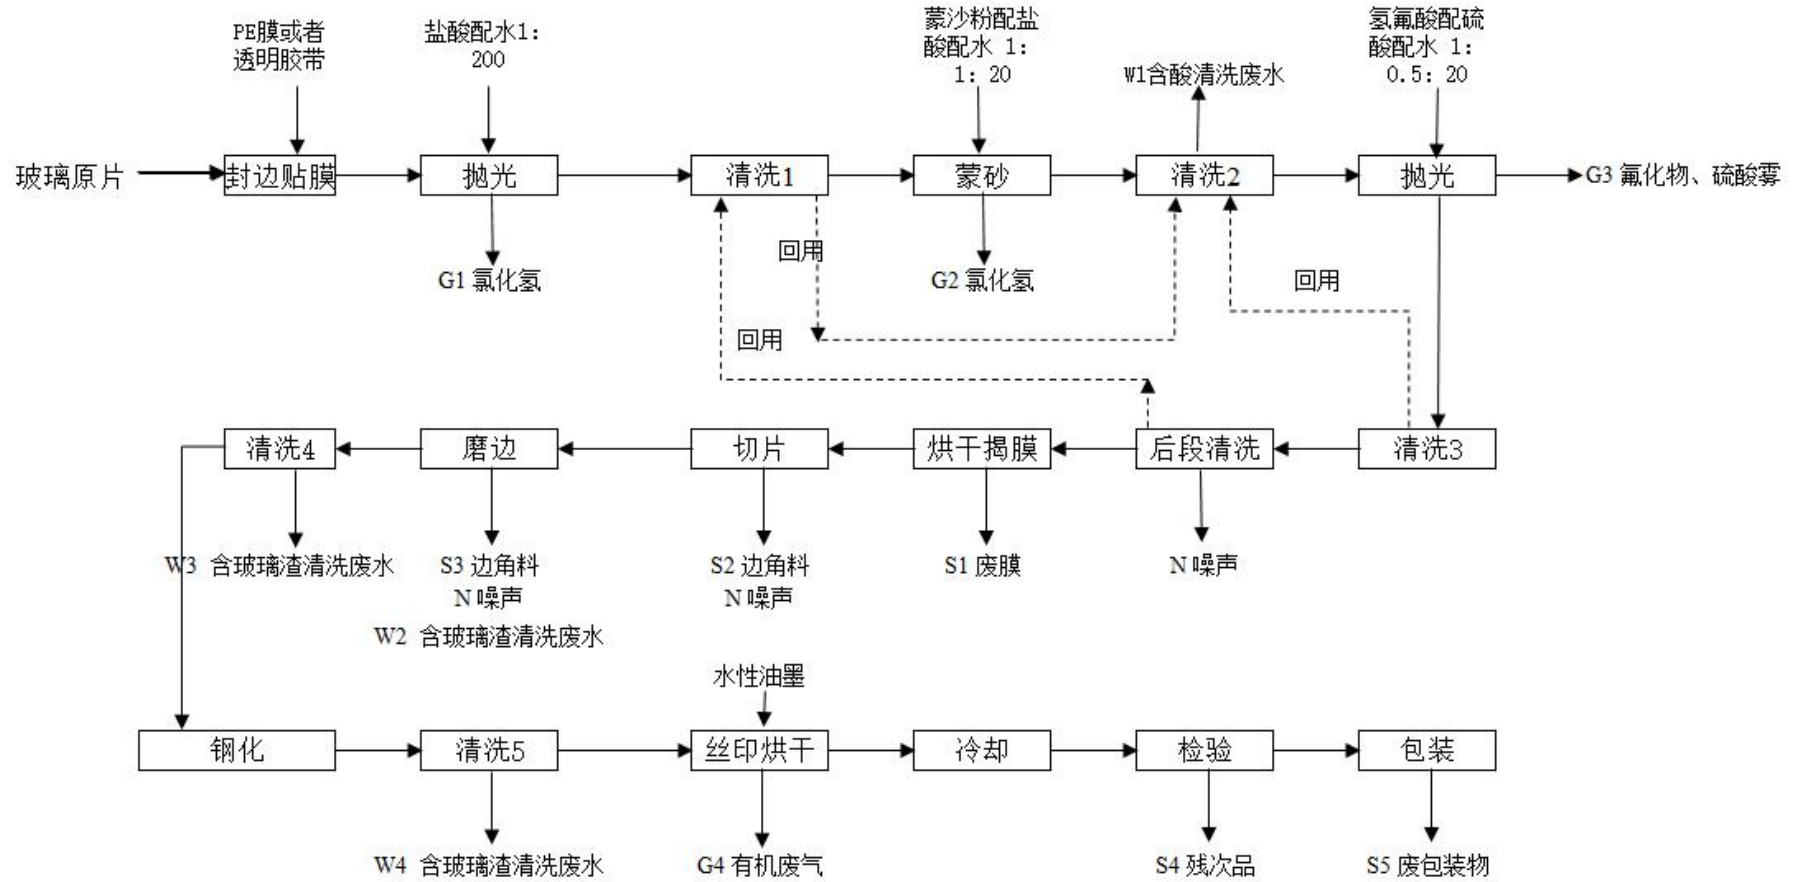 PE膜或者
透明胶带
盐酸配水1：
200
蒙沙粉配盐
酸配水 1：
1：20
W1含酸清洗废水
氢氟酸配硫
酸配水 1：
0.5：20
玻璃原片
封边贴膜
抛光
清洗1
蒙砂
清洗2
抛光
G3 氟化物、硫酸雾
回用
G1 氯化氢
G2 氯化氢
回用
回用
清洗4
磨边
切片
烘干揭膜
后段清洗
清洗3
W3 含玻璃渣清洗废水
S3 边角料
N 噪声
W2 含玻璃渣清洗废水
S2 边角料
N 噪声
S1 废膜
N 噪声
水性油墨
钢化
清洗5
丝印烘干
冷却
检验
包装
W4 含玻璃渣清洗废水
G4 有机废气
S4 残次品
S5 废包装物